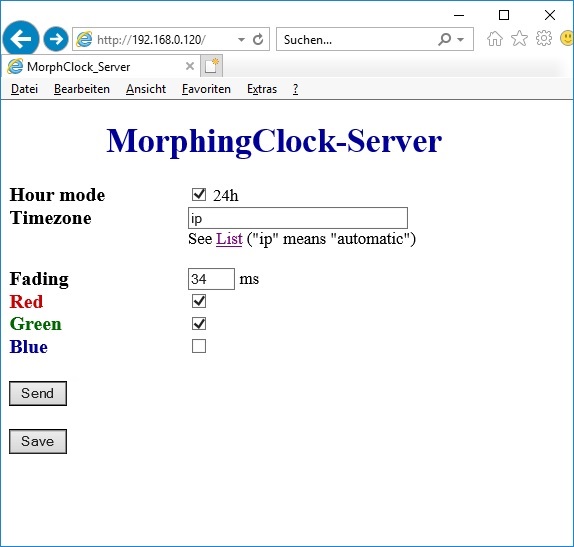 http://192.168.0.120/
Suchen...
MorphClock_Server
Datei Bearbeiten Ansicht Favoriten Extras ?
MorphingClock-Server
Hour mode 24h
Timezone ip
See List ("ip" means "automatic")
Fading 34 ms
Red
Green
Blue
Send
Save